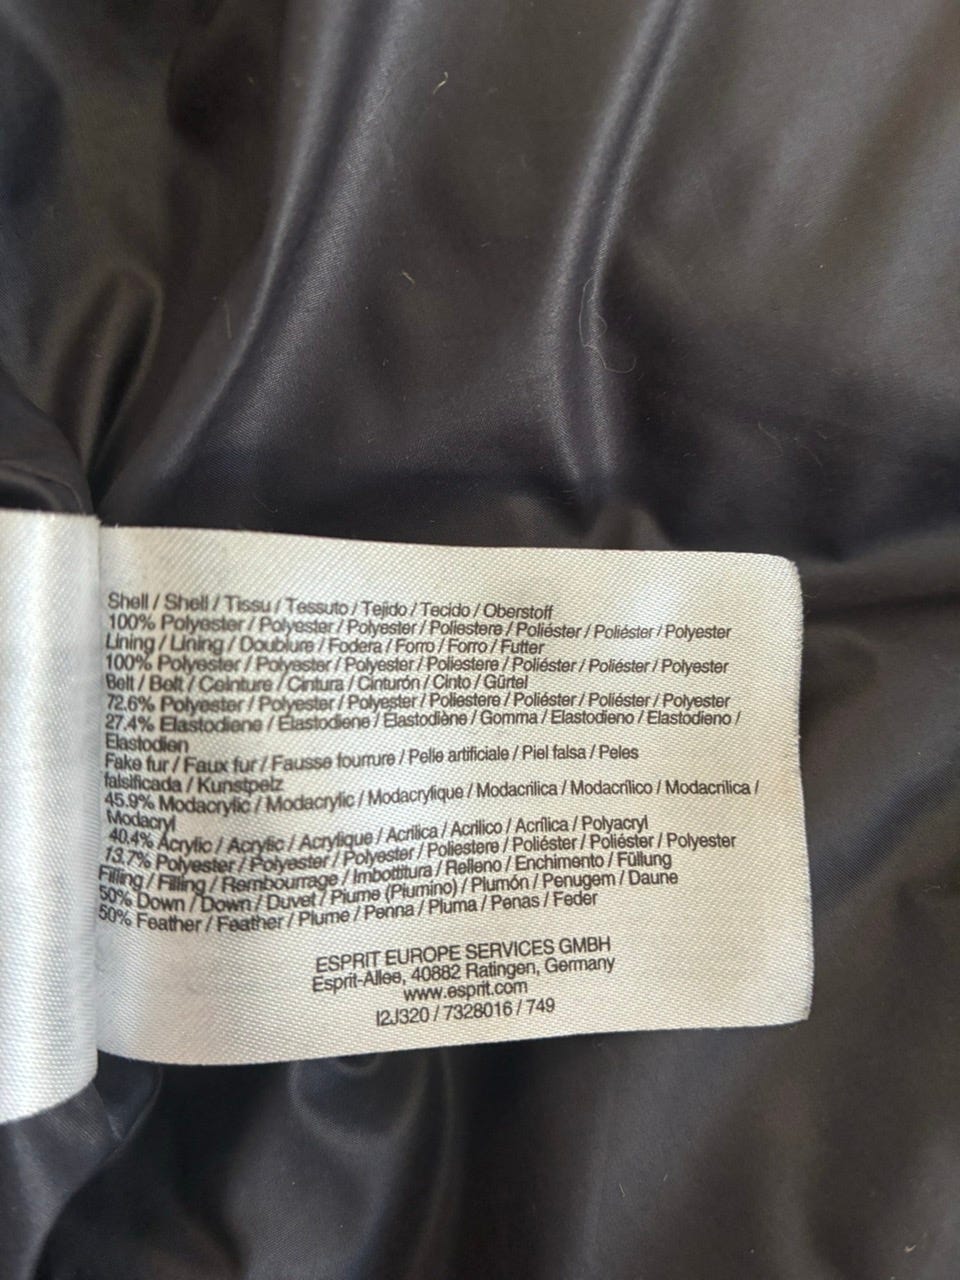 Shell / Shell / Tissu / Tessuto / Tejido / Tecido / Oberstoff
100% Polyester / Polyester / Polyester / Poliestere / Poliéster / Poliéster / Polyester
Lining / Lining / Doublure / Fodera / Forro / Forro / Futter
100% Polyester / Polyester / Polyester / Poliestere / Poliéster / Poliéster / Polyester
Belt / Belt / Ceinture / Cintura / Cinturón / Cinto / Gürtel
72.6% Polyester / Polyester / Polyester / Poliestere / Poliéster / Poliéster / Polyester
27.4% Elastodiene / Elastodiene / Elastodiène / Gomma / Elastodieno / Elastodieno /
Elastodien
Fake fur / Faux fur / Fausse fourrure / Pelle artificiale / Piel falsa / Peles
falsificada / Kunstpelz
45.9% Modacrylic / Modacrylic / Modacrylique / Modacrilica / Modacrílico / Modacrilica /
Modacryl
40.4% Acrylic / Acrylic / Acrylique / Acrilica / Acrilico / Acrílica / Polyacryl
13.7% Polyester / Polyester / Polyester / Poliestere / Poliéster / Poliéster / Polyester
Filling / Filling / Rembourrage / Imbottitura / Relleno / Enchimento / Füllung
50% Down / Down / Duvet / Piume (Piumino) / Plumón / Penugem / Daune
50% Feather / Feather / Plume / Penna / Pluma / Penas / Feder
ESPRIT EUROPE SERVICES GMBH
Esprit-Allee, 40882 Ratingen, Germany
www.esprit.com
I2J320 / 7328016 / 749